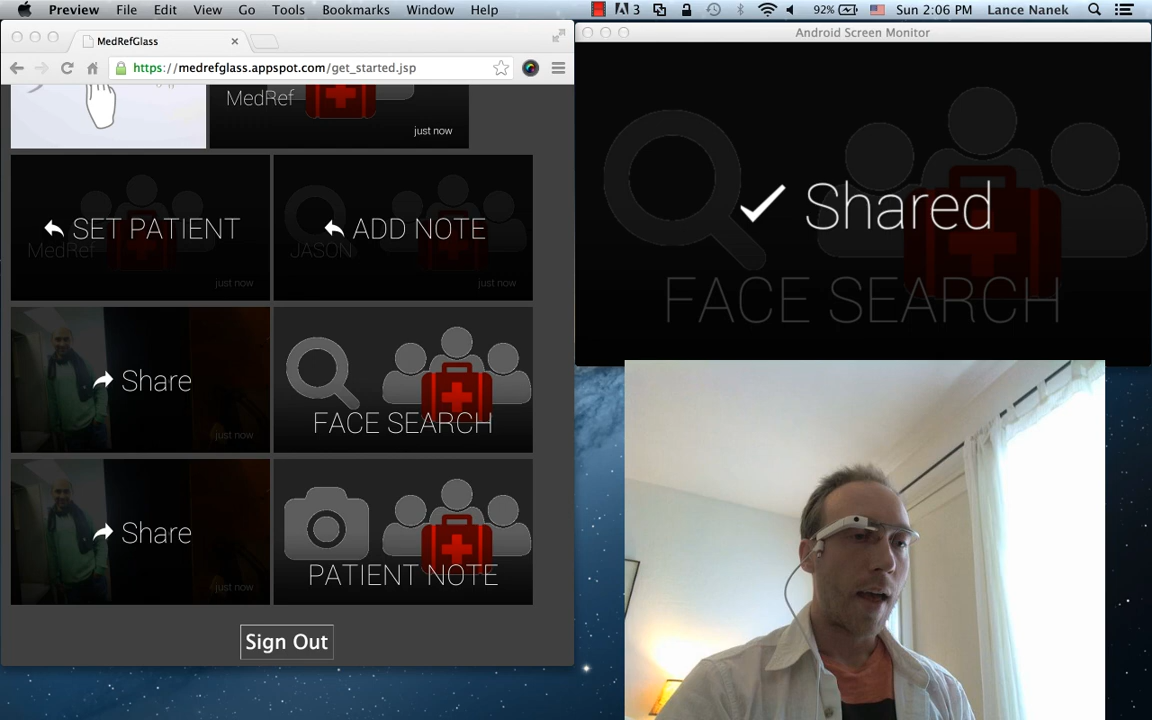 Preview File Edit View Go Tools Bookmarks Window Help
3 92% Sun 2:06 PM Lance Nanek
MedRefGlass
https://medrefglass.appspot.com/get_started.jsp
MedRef
just now
SET PATIENT
MedRef
just now
ADD NOTE
JASON
just now
Share
just now
FACE SEARCH
Share
just now
PATIENT NOTE
Sign Out
Android Screen Monitor
Shared
FACE SEARCH